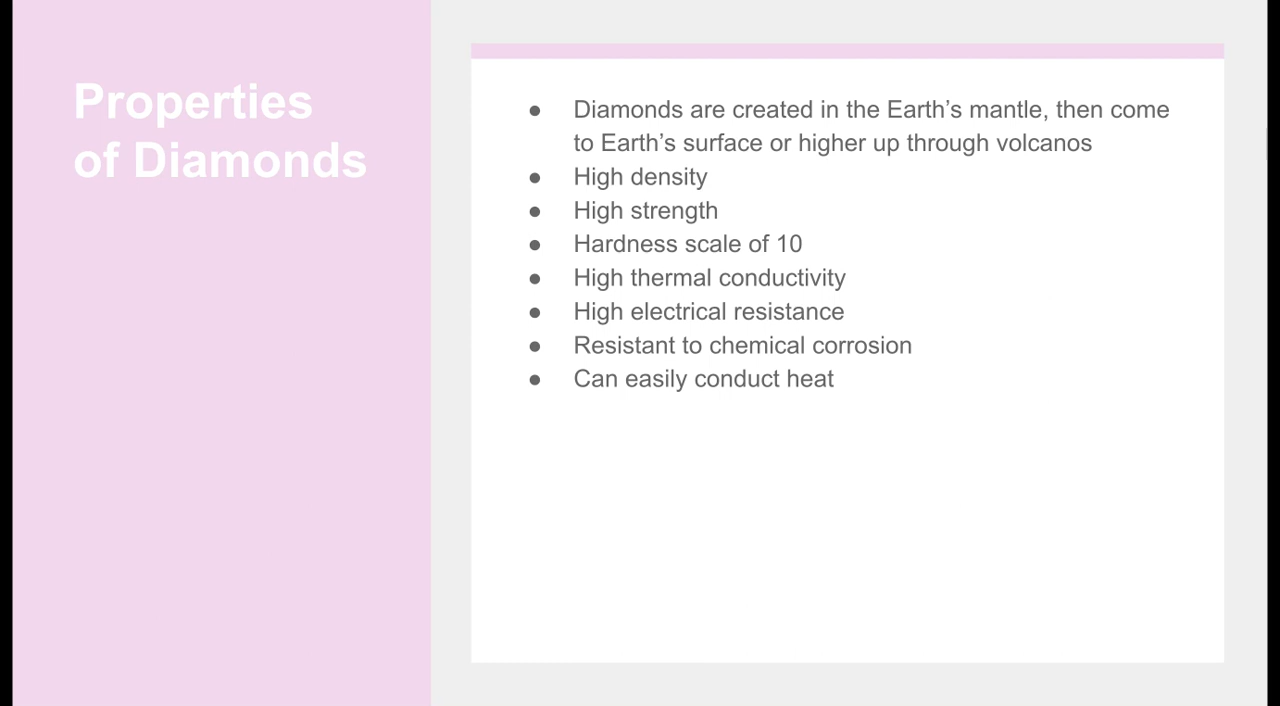 Properties
of Diamonds
● Diamonds are created in the Earth’s mantle, then come
to Earth’s surface or higher up through volcanos
● High density
● High strength
● Hardness scale of 10
● High thermal conductivity
● High electrical resistance
● Resistant to chemical corrosion
● Can easily conduct heat